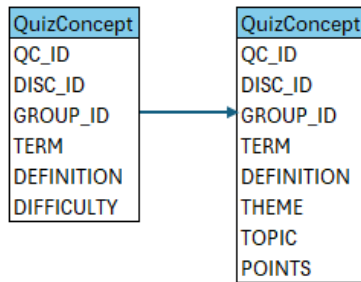 QuizConcept
QC_ID
DISC_ID
GROUP_ID
TERM
DEFINITION
DIFFICULTY
QuizConcept
QC_ID
DISC_ID
GROUP_ID
TERM
DEFINITION
THEME
TOPIC
POINTS